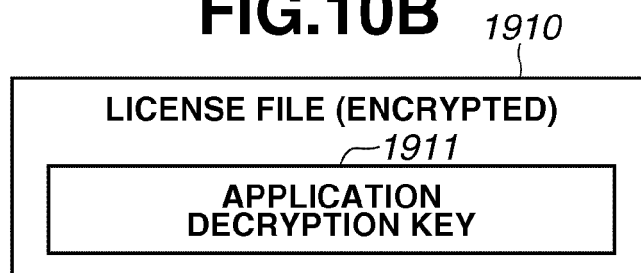 FIG.10B
1910
LICENSE FILE (ENCRYPTED)
1911
APPLICATION
DECRYPTION KEY